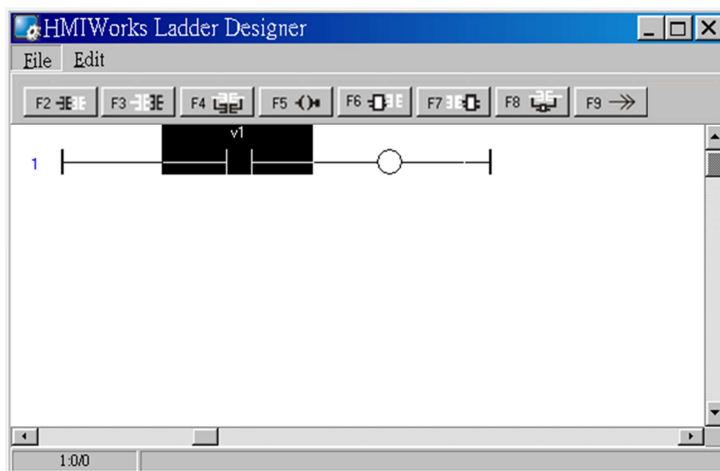 HMIWorks Ladder Designer
File Edit
F2 F3 F4 F5 F6 F7 F8 F9
v1
1
1:0/0